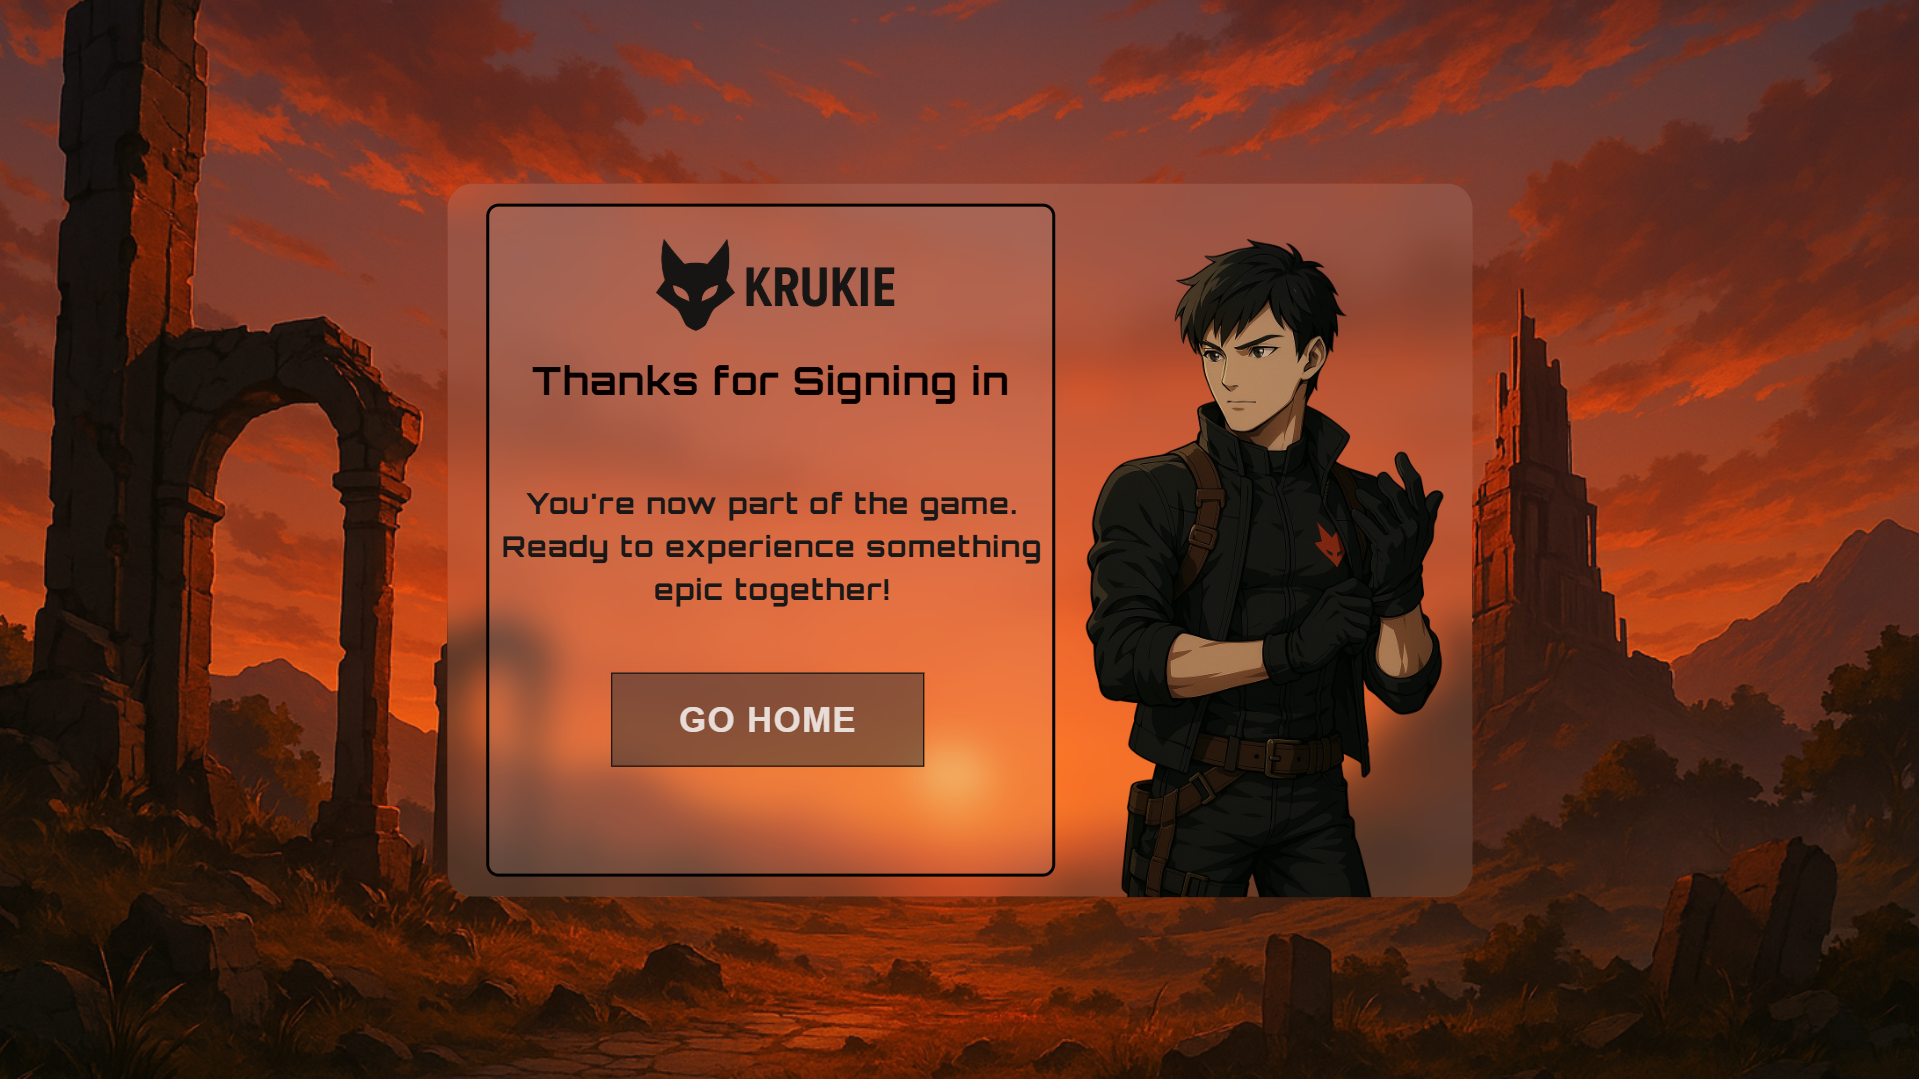 KRUKIE
Thanks for Signing in
You're now part of the game.
Ready to experience something
epic together!
GO HOME